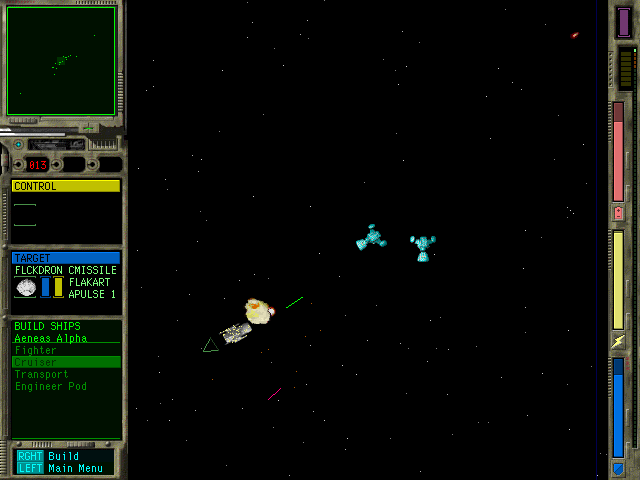 013
CONTROL
TARGET
FLCKDRON CMISSILE
FLAKART
APULSE 1
BUILD SHIPS
Aeneas Alpha
Fighter
Cruiser
Transport
Engineer Pod
RGHT Build
LEFT Main Menu